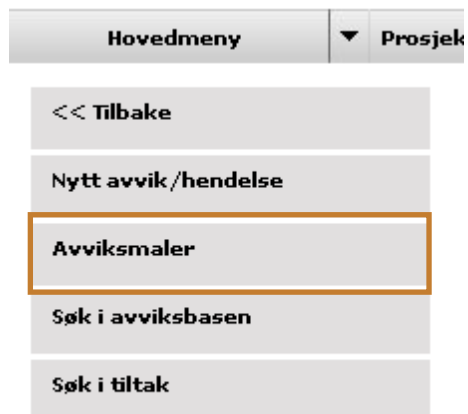 Hovedmeny ▼ Prosjek
<< Tilbake
Nytt avvik/hendelse
Avviksmaler
Søk i avviksbasen
Søk i tiltak